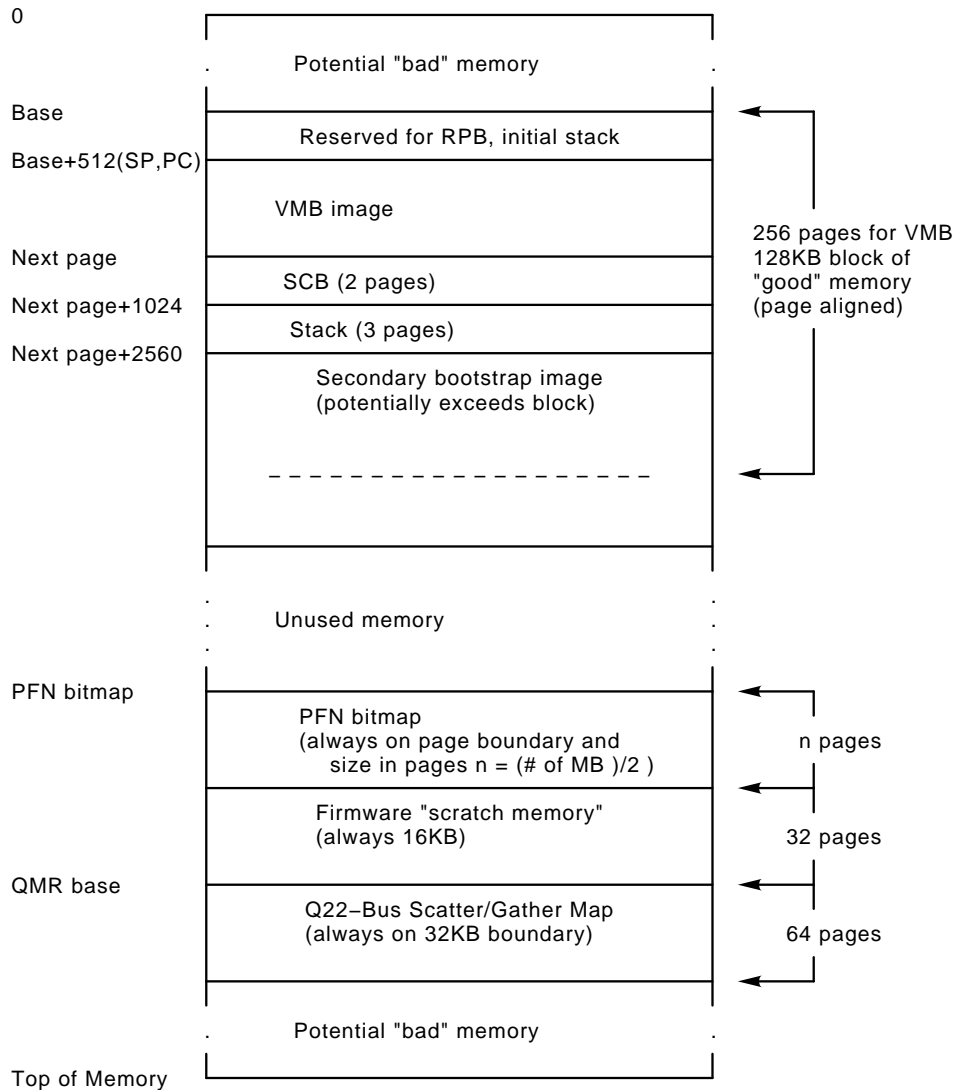 0
Potential "bad" memory
Base
Reserved for RPB, initial stack
Base+512(SP,PC)
VMB image
256 pages for VMB
128KB block of
"good" memory
(page aligned)
Next page
SCB (2 pages)
Next page+1024
Stack (3 pages)
Next page+2560
Secondary bootstrap image
(potentially exceeds block)
Unused memory
PFN bitmap
PFN bitmap
(always on page boundary and
size in pages n = (# of MB )/2 )
n pages
Firmware "scratch memory"
(always 16KB)
32 pages
QMR base
Q22−Bus Scatter/Gather Map
(always on 32KB boundary)
64 pages
Potential "bad" memory
Top of Memory